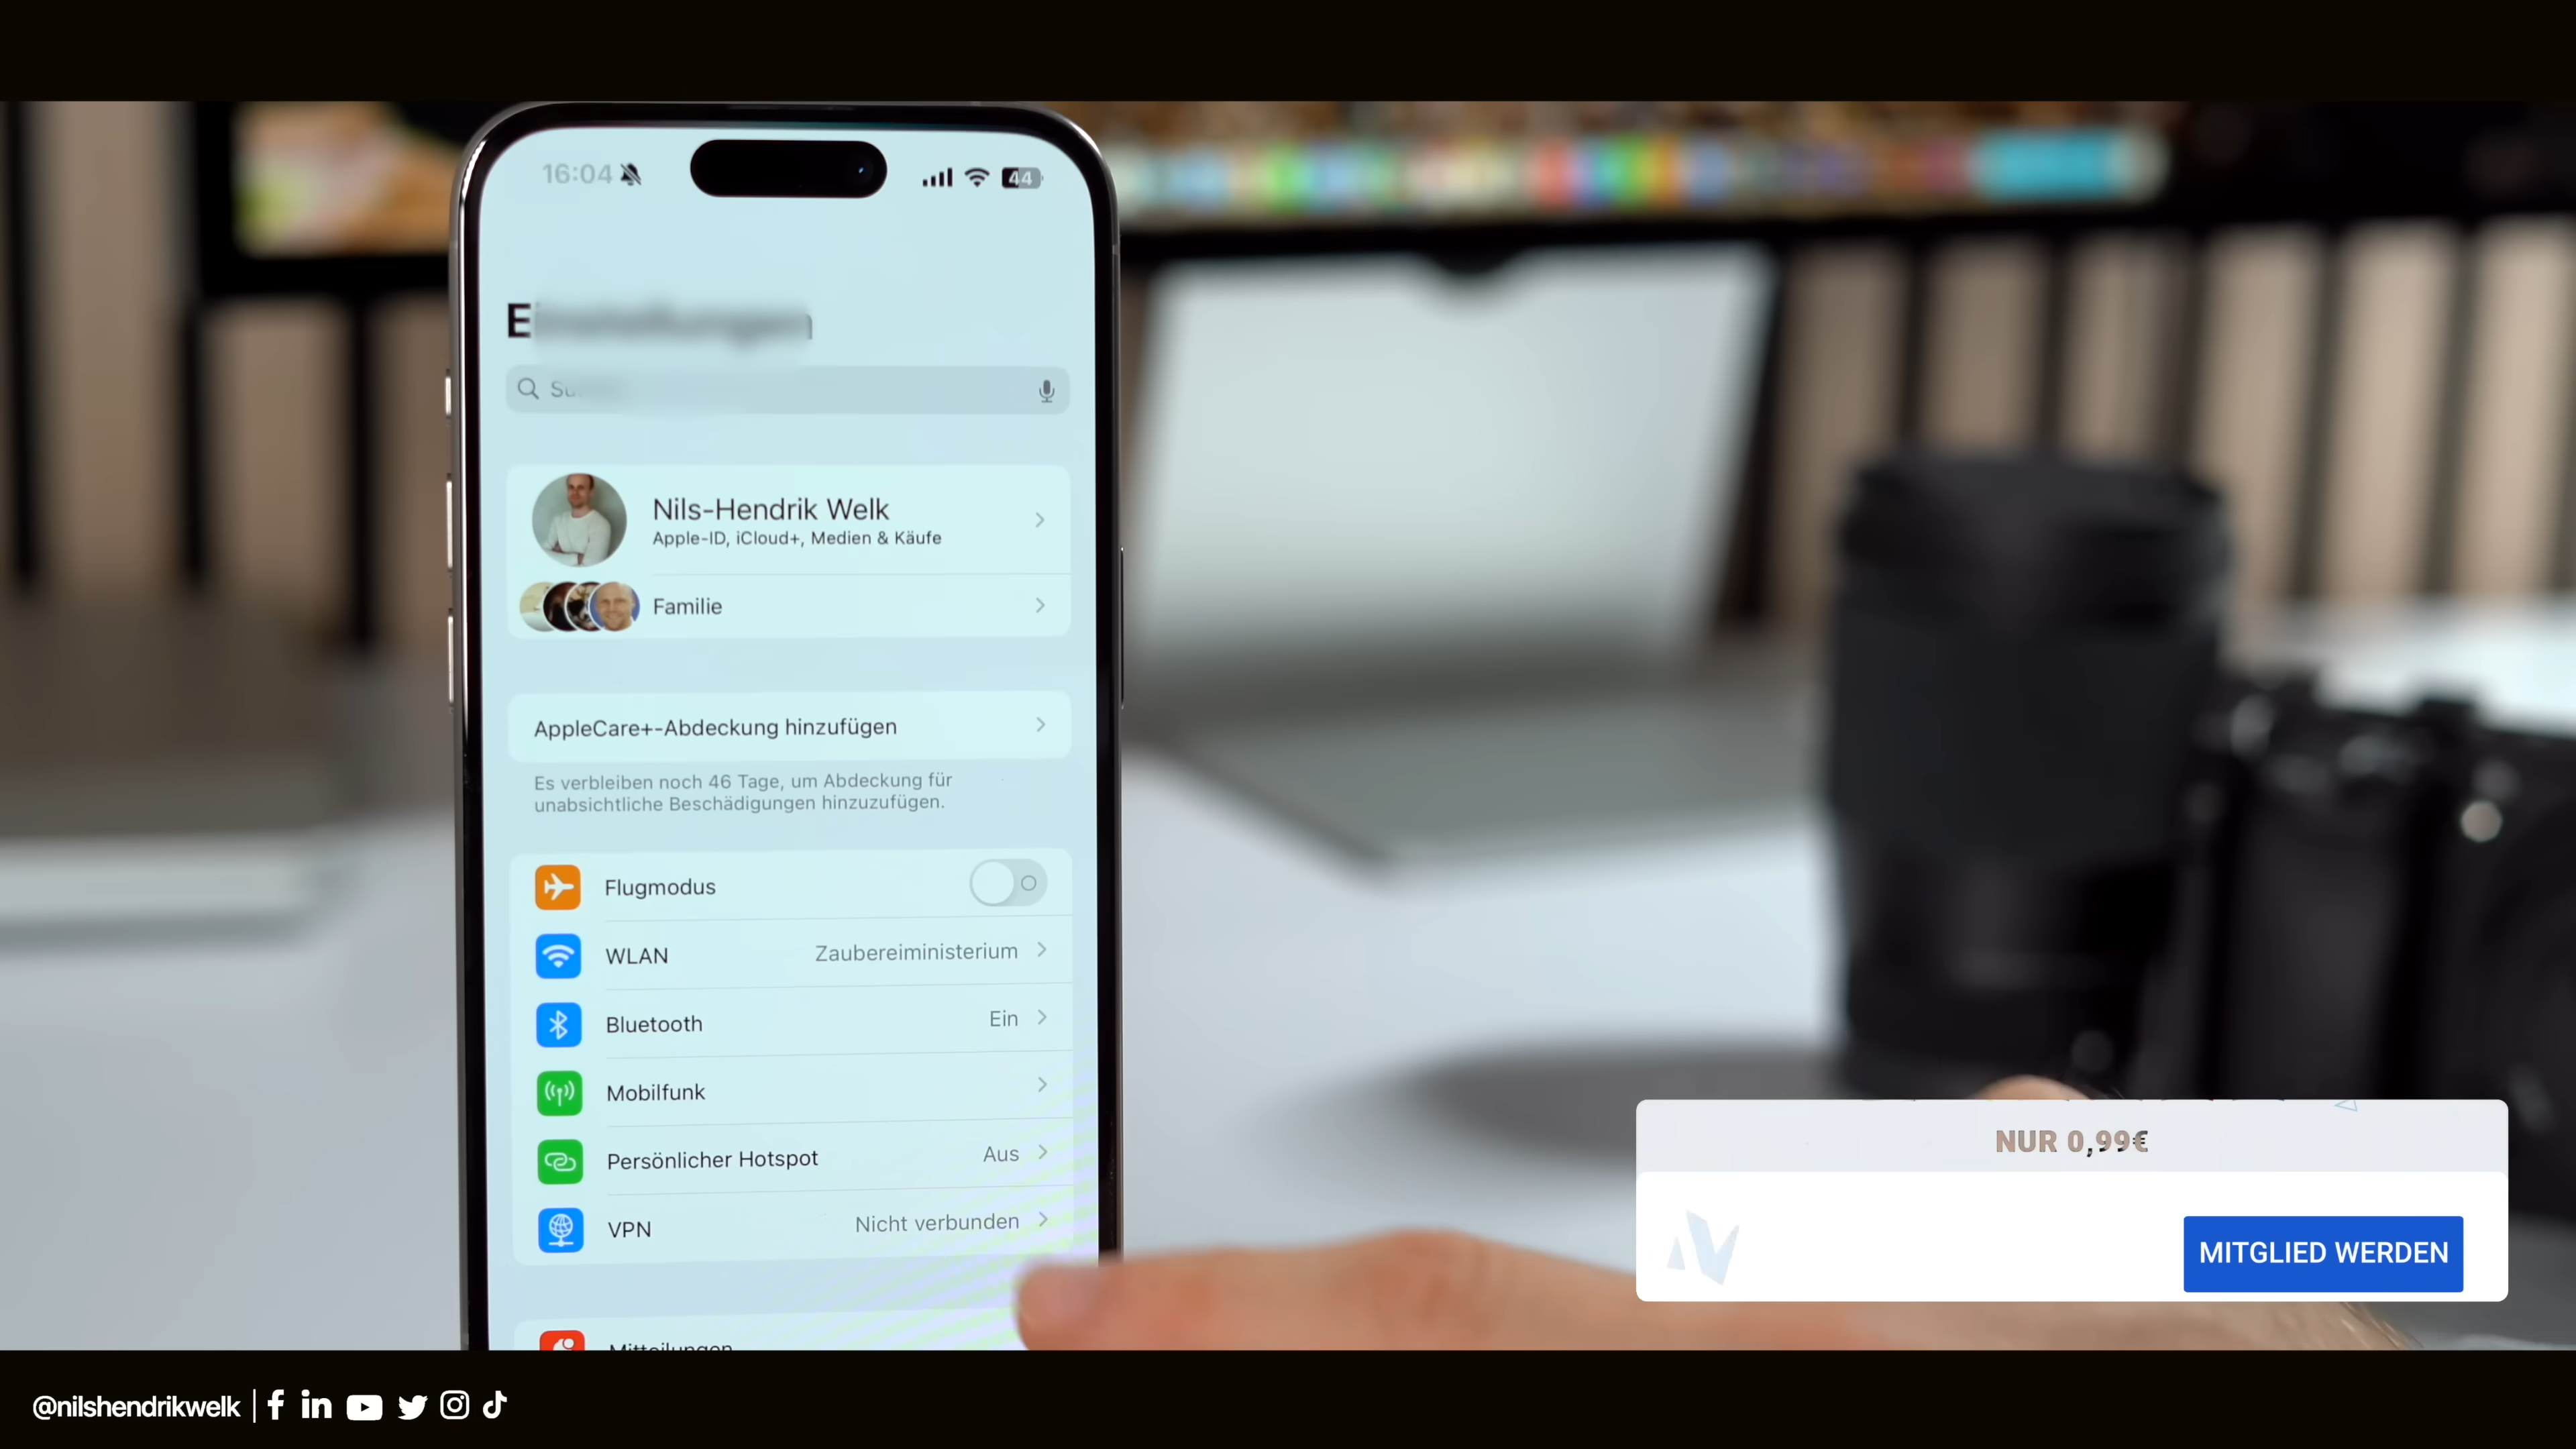 16:04
44
Nils-Hendrik Welk
Apple-ID, iCloud+, Medien & Käufe
Familie
AppleCare+-Abdeckung hinzufügen
Es verbleiben noch 46 Tage, um Abdeckung für
unabsichtliche Beschädigungen hinzuzufügen.
Flugmodus
WLAN Zaubereiministerium
Bluetooth Ein
Mobilfunk
Persönlicher Hotspot Aus
VPN Nicht verbunden
Mitteilungen
NUR 0,99€
MITGLIED WERDEN
@nilshendrikwelk